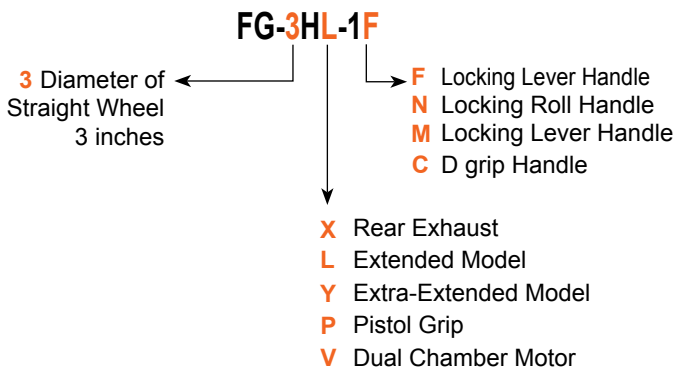 FG-3HL-1F
3 Diameter of
Straight Wheel
3 inches
F Locking Lever Handle
N Locking Roll Handle
M Locking Lever Handle
C D grip Handle
X Rear Exhaust
L Extended Model
Y Extra-Extended Model
P Pistol Grip
V Dual Chamber Motor